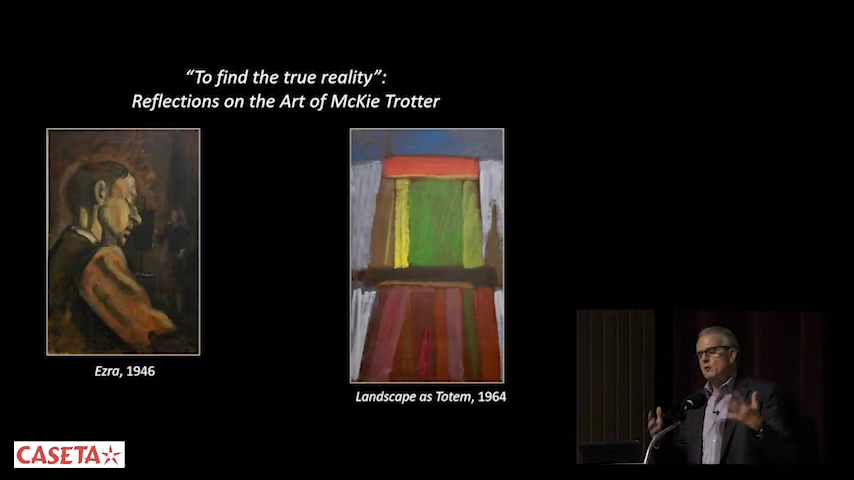 “To find the true reality”:
Reflections on the Art of McKie Trotter
Ezra, 1946
Landscape as Totem, 1964
CASETA